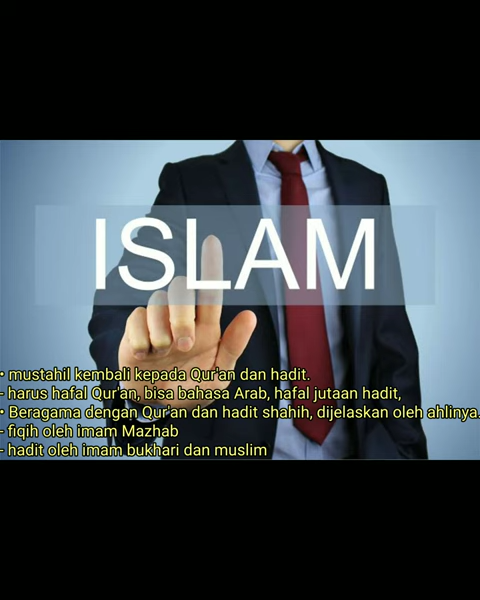 ISLAM
• mustahil kembali kepada Qur'an dan hadit.
- harus hafal Qur'an, bisa bahasa Arab, hafal jutaan hadit,
• Beragama dengan Qur'an dan hadit shahih, dijelaskan oleh ahlinya.
- fiqih oleh imam Mazhab
- hadit oleh imam bukhari dan muslim